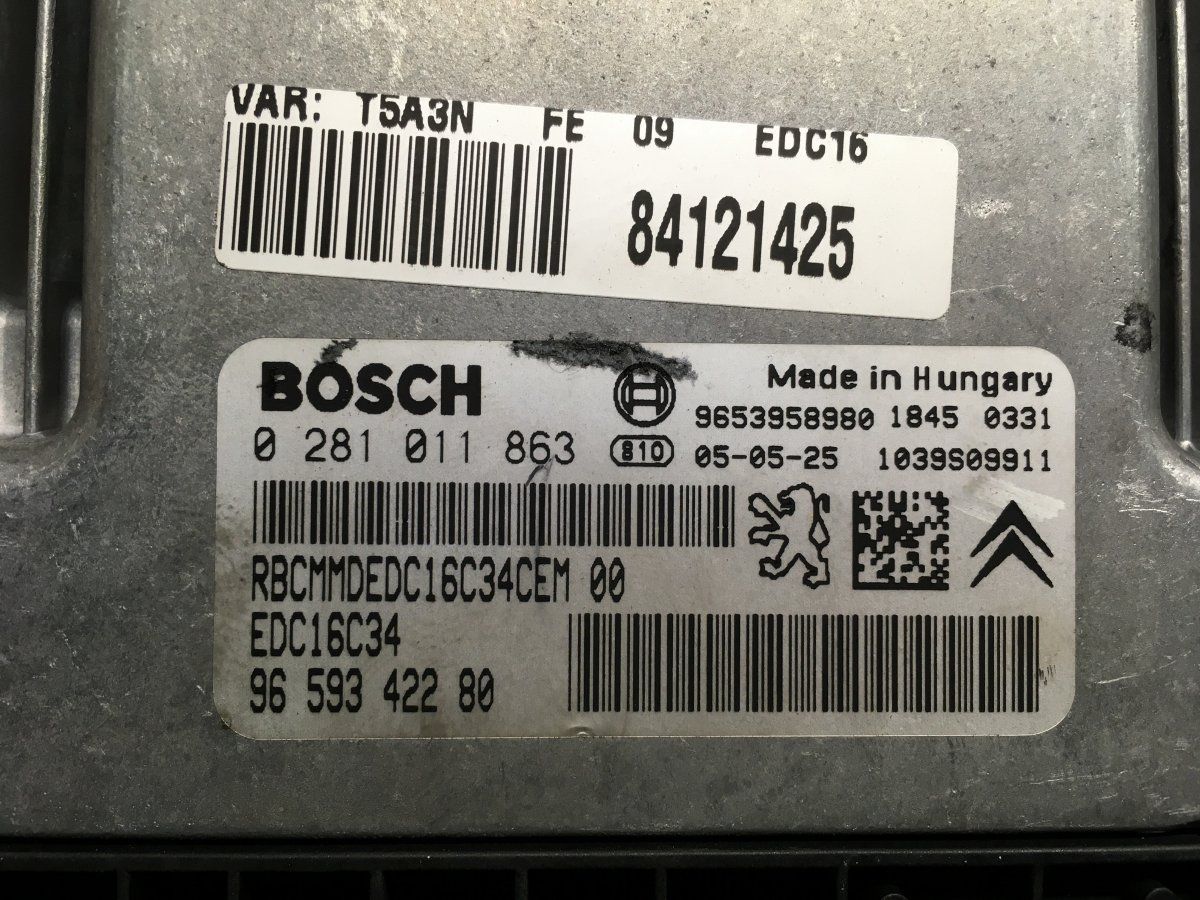 VAR: T5A3N FE 09 EDC16
84121425
BOSCH
Made in Hungary
9653958980 1845 0331
0 281 011 863
810
05-05-25 1039S09911
RBCMMDEDC16C34CEM 00
EDC16C34
96 593 422 80